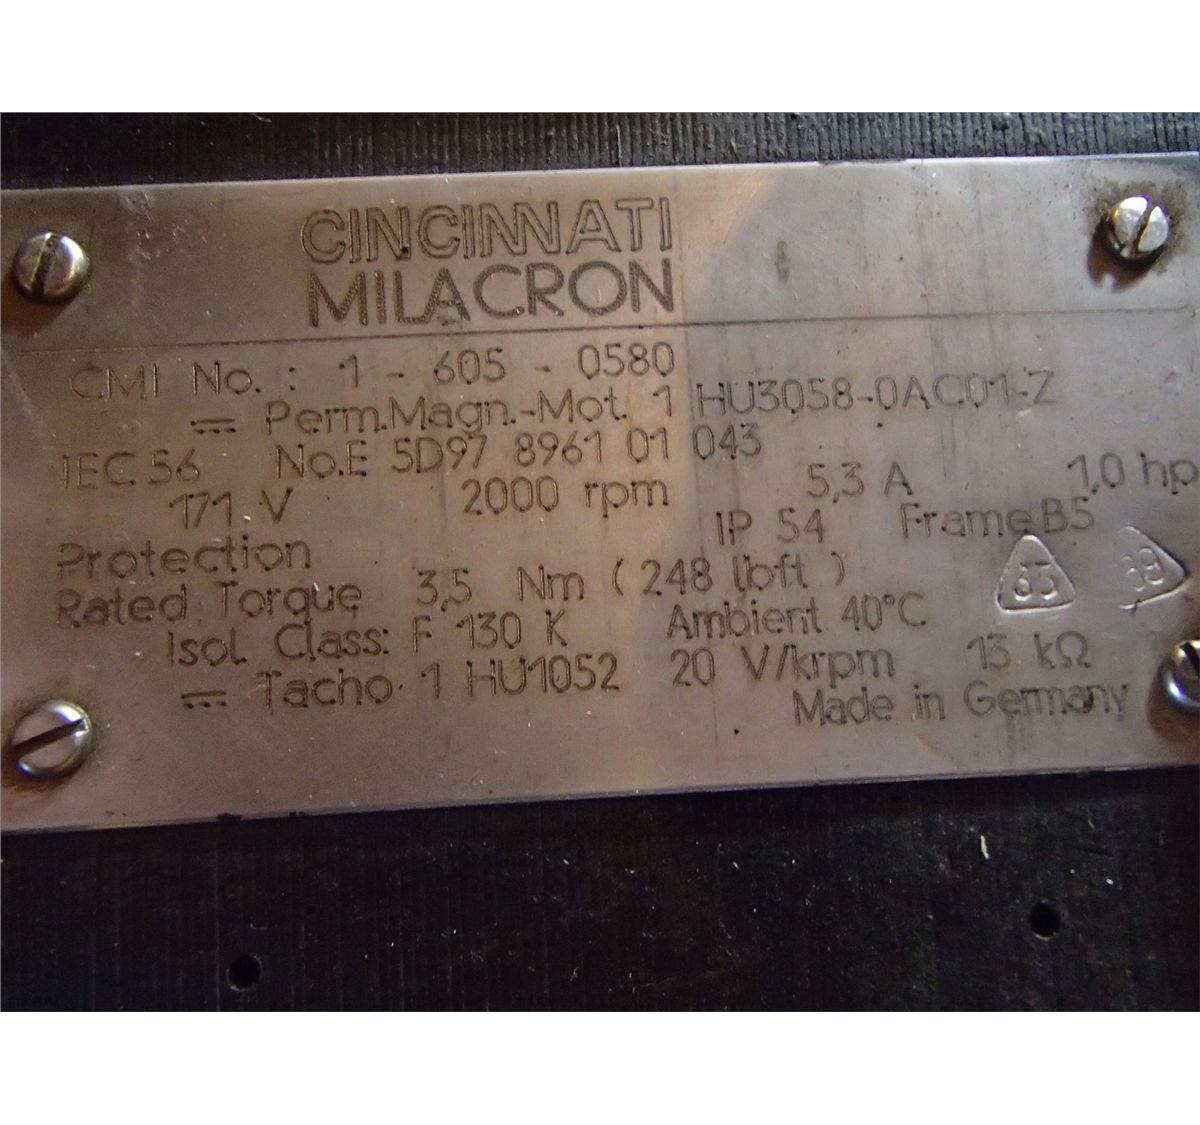 CINCINNATI
MILACRON
CMI No. : 1 - 605 - 0580
⎓ Perm.Magn.-Mot. 1 HU3058-0AC01-Z
IEC 56 No.E 5D97 8961 01 043
171 V 2000 rpm 5,3 A 1,0 hp
Protection IP 54 Frame B5
Rated Torque 3,5 Nm ( 248 lbft )
Isol. Class: F 130 K Ambient 40°C
⎓ Tacho 1 HU1052 20 V/krpm 13 kΩ
Made in Germany